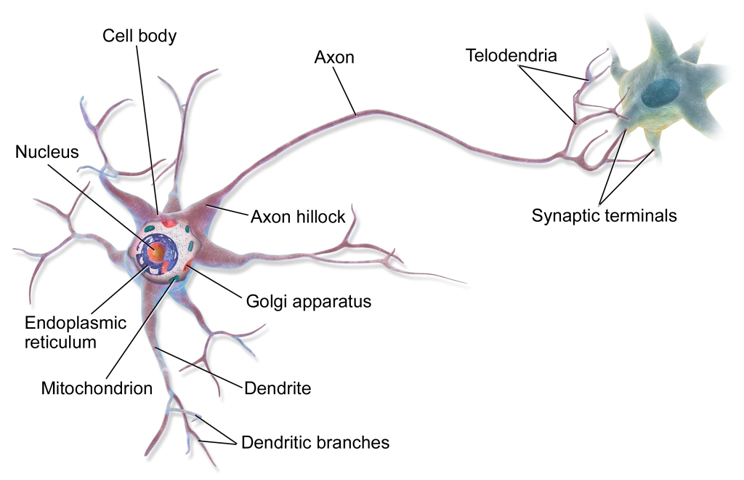 Cell body
Axon
Telodendria
Nucleus
Axon hillock
Synaptic terminals
Golgi apparatus
Endoplasmic
reticulum
Mitochondrion
Dendrite
Dendritic branches